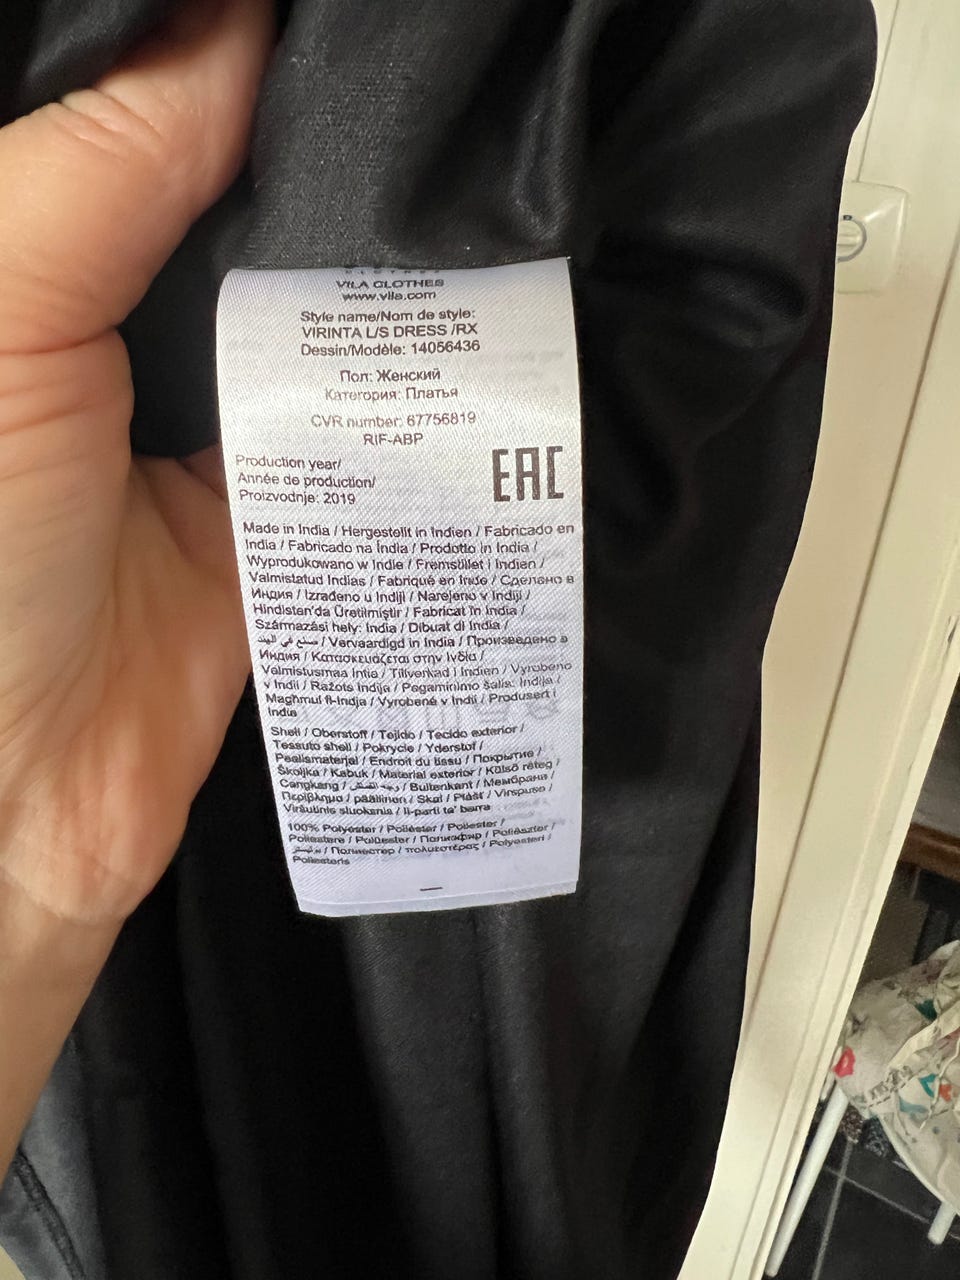 VILA CLOTHES
www.vila.com
Style name/Nom de style:
VIRINTA L/S DRESS /RX
Dessin/Modèle: 14056436
Пол: Женский
Категория: Платья
CVR number: 67756819
RIF-ABP
Production year/
Année de production/
Proizvodnje: 2019
EAC
Made in India / Hergestellt in Indien / Fabricado en
India / Fabricado na Índia / Prodotto in India /
Wyprodukowano w Indie / Fremstillet i Indien /
Valmistatud Indias / Fabriqué en Inde / Сделано в
Индия / Izrađeno u Indiji / Narejeno v Indiji /
Hindistan'da Üretilmiştir / Fabricat în India /
Származási hely: India / Dibuat di India /
صنع في الهند / Vervaardigd in India / Произведено в
Индия / Κατασκευάζεται στην Ινδία /
Valmistusmaa Intia / Tillverkad i Indien / Vyrobeno
v Indii / Ražots Indija / Pagaminimo šalis: Indija /
Magħmul fl-Indja / Vyrobené v Indii / Produsert i
India
Shell / Oberstoff / Tejido / Tecido exterior /
Tessuto shell / Pokrycie / Yderstof /
Pealismaterjal / Endroit du tissu / Покрытие /
Školjka / Kabuk / Material exterior / Külső réteg /
Cangkang / وجه القماش / Buitenkant / Мембрана /
Περίβλημα / päällinen / Skal / Plášť / Virspuse /
Viršutinis sluoksnis / Il-parti ta' barra
100% Polyester / Poliéster / Poliester /
Poliestere / Polüester / Полиэфир / Poliészter /
بوليستر / Полиестер / πολυεστέρας / Polyesteri /
Poliesteris